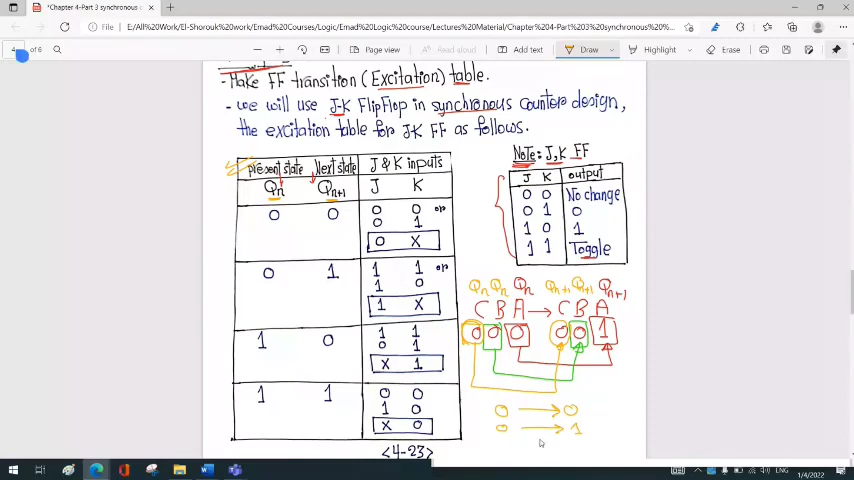 *Chapter 4-Part 3 synchronous c
File
E:/All%20Work/El-Shorouk%20work/Emad%20Courses/Logic/Emad%20Logic%20course/Lectures%20Material/Chapter%204-Part%203%20synchronous%...
4 of 6
Page view
Read aloud
Add text
Draw
Highlight
Erase
- Make FF transition (Excitation) table.
- we will use J-K FlipFlop in synchronous Counter design,
the excitation table for J-K FF as follows.
Present state Next state J & K inputs
Qn Qn+1 J K
0 0 0 0 or
0 1
0 X
0 1 1 1 or
1 0
1 X
1 0 1 1
0 1
X 1
1 1 0 0
1 0
X 0
<4-23>
Note: J,K FF
J K output
0 0 No change
0 1 0
1 0 1
1 1 Toggle
Qn Qn Qn Qn+1 Qn+1 Qn+1
C B A → C B A
0 0 0 0 0 1
0 → 0
0 → 1
ENG
1/4/2022